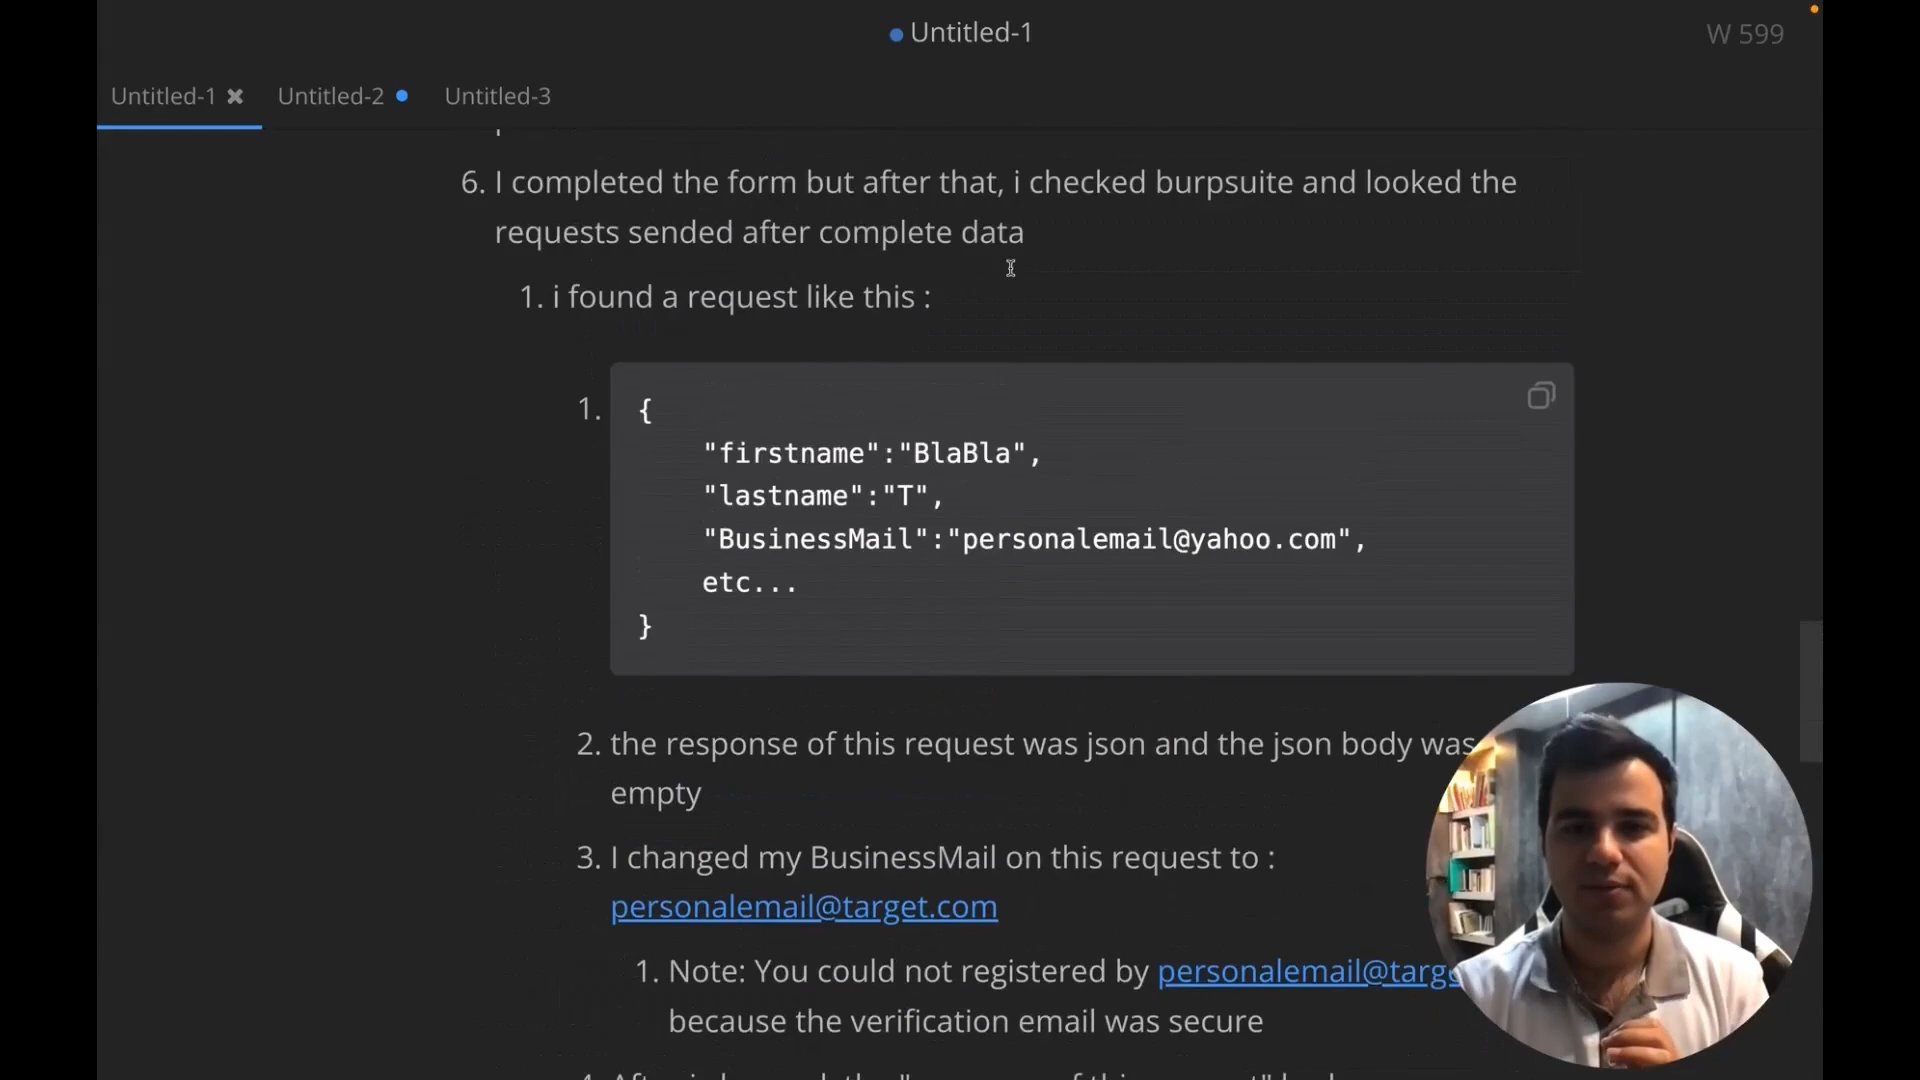 Untitled-1
W 599
Untitled-1 Untitled-2 Untitled-3
6. I completed the form but after that, i checked burpsuite and looked the
requests sended after complete data
1. i found a request like this :
1. {
"firstname":"BlaBla",
"lastname":"T",
"BusinessMail":"personalemail@yahoo.com",
etc...
}
2. the response of this request was json and the json body was
empty
3. I changed my BusinessMail on this request to :
personalemail@target.com
1. Note: You could not registered by personalemail@targe
because the verification email was secure